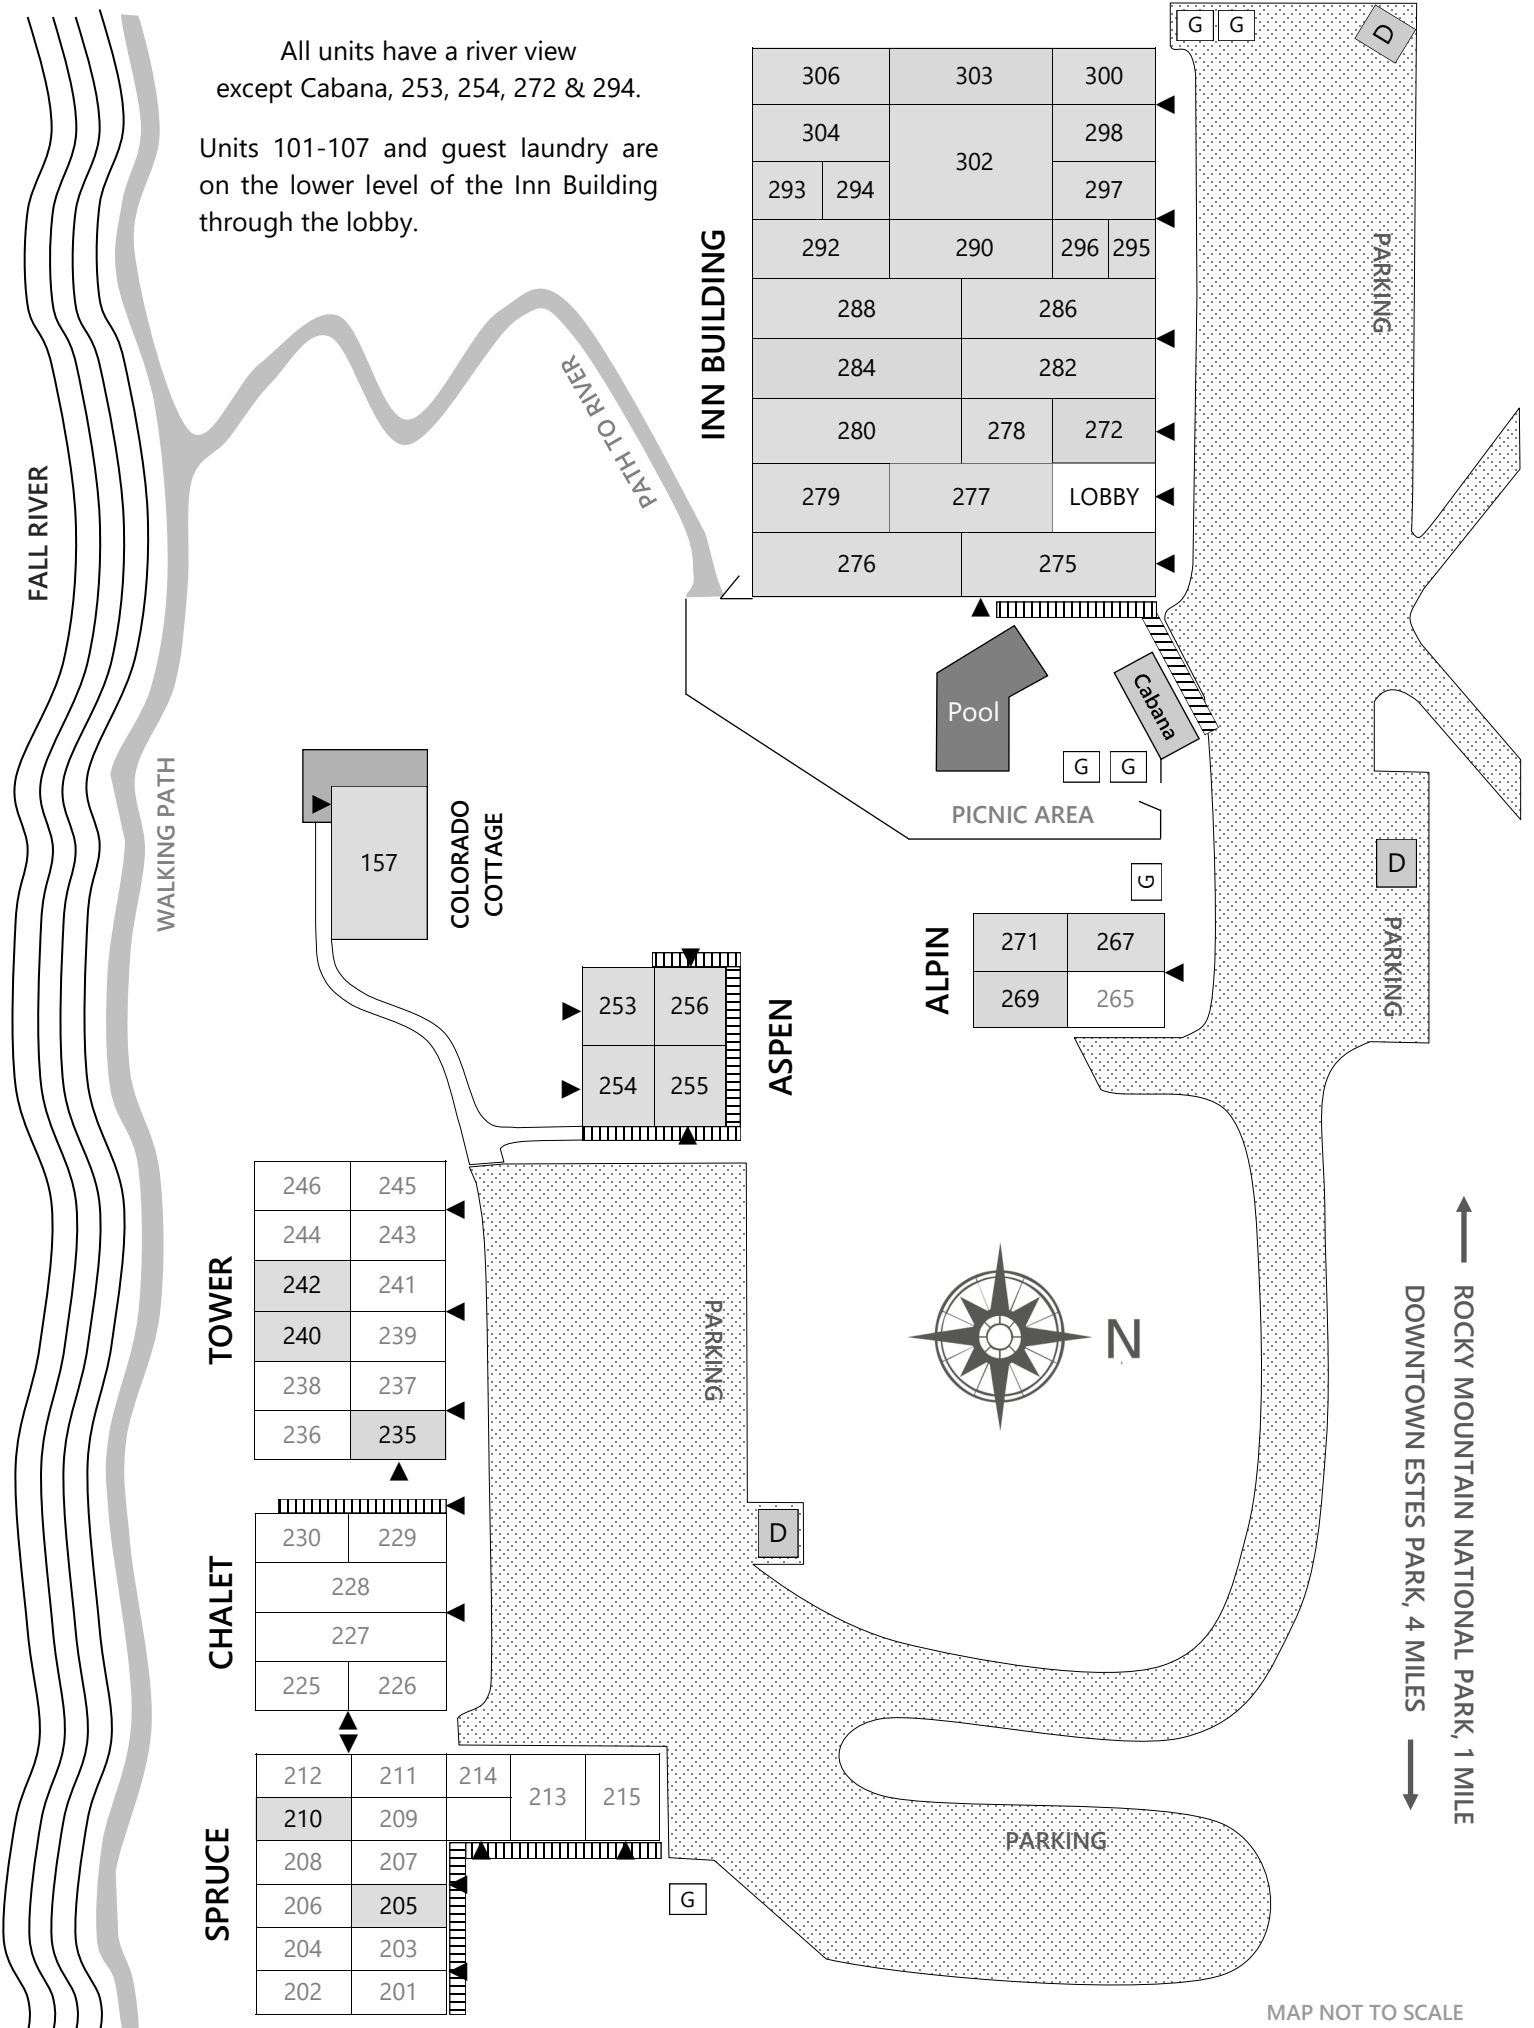 All units have a river view
except Cabana, 253, 254, 272 & 294.
Units 101-107 and guest laundry are
on the lower level of the Inn Building
through the lobby.
G G
D
306 303 300
304 298
302
293 294 297
292 290 296 295
288 286
284 282
280 278 272
279 277 LOBBY
276 275
INN BUILDING
PARKING
PATH TO RIVER
FALL RIVER
WALKING PATH
Pool
Cabana
G G
PICNIC AREA
G
D
PARKING
157
COLORADO
COTTAGE
271 267
269 265
ALPIN
253 256
254 255
ASPEN
246 245
244 243
242 241
240 239
238 237
236 235
TOWER
PARKING
N
D
ROCKY MOUNTAIN NATIONAL PARK, 1 MILE
DOWNTOWN ESTES PARK, 4 MILES
230 229
228
227
225 226
CHALET
212 211 214
213 215
210 209
208 207
206 205
204 203
202 201
SPRUCE
G
PARKING
MAP NOT TO SCALE